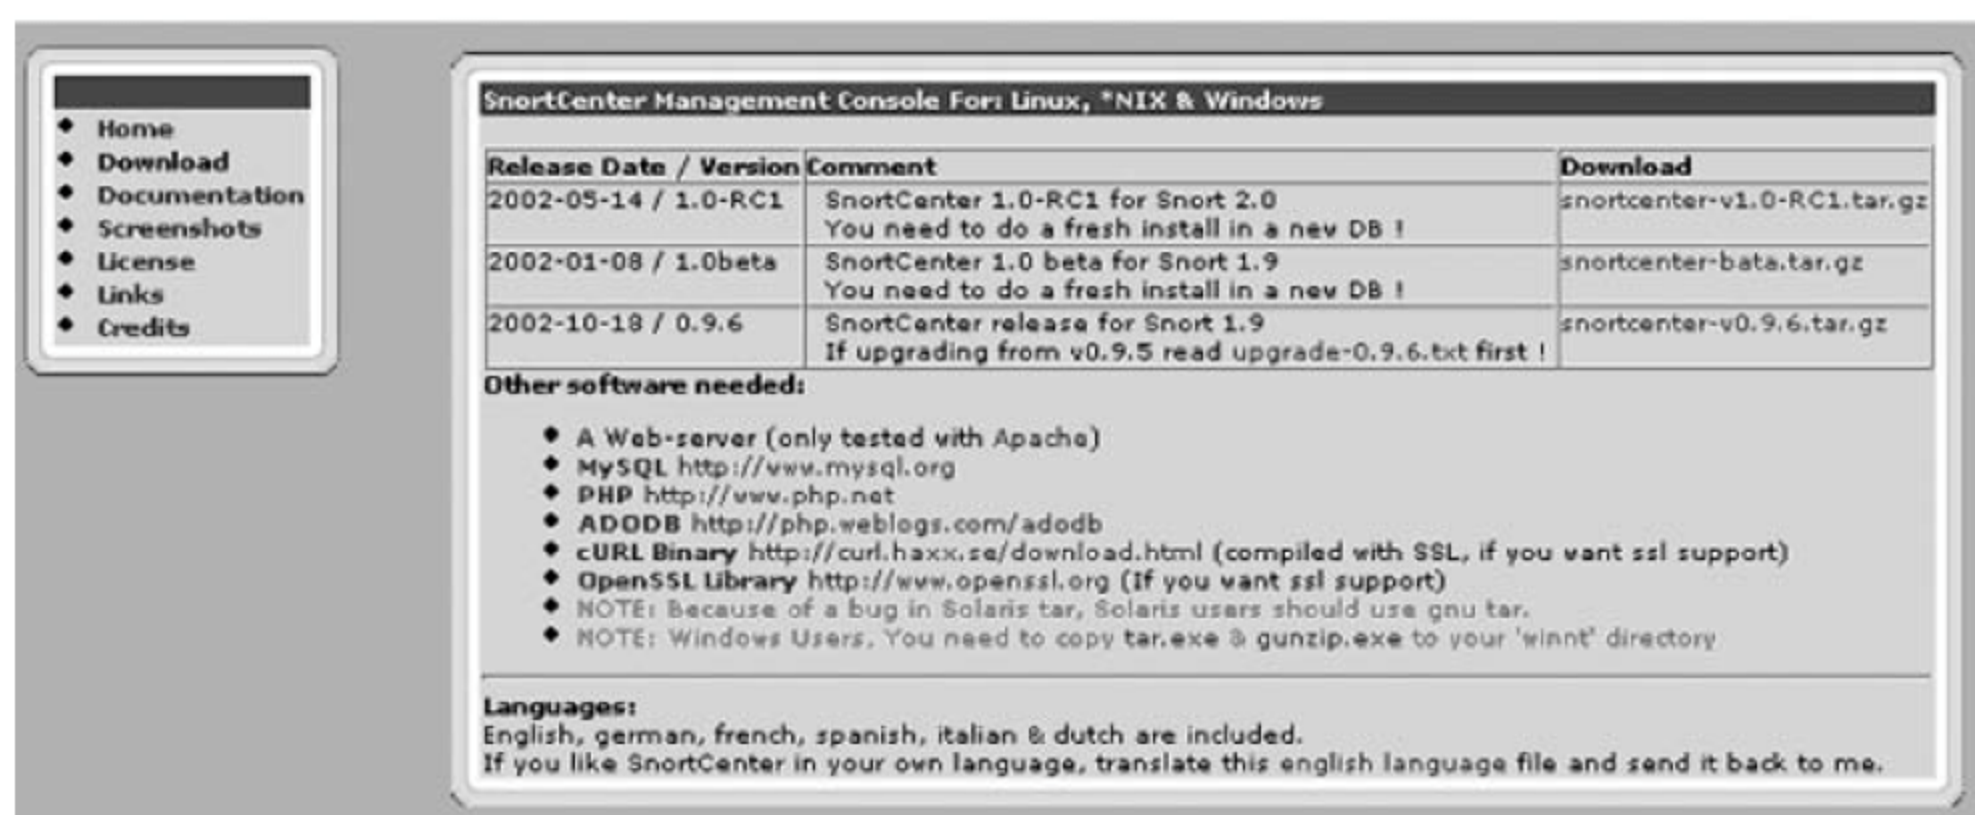 Home
Download
Documentation
Screenshots
License
Links
Credits
SnortCenter Management Console For: Linux, *NIX & Windows
Release Date / Version Comment Download
2002-05-14 / 1.0-RC1 SnortCenter 1.0-RC1 for Snort 2.0 snortcenter-v1.0-RC1.tar.gz
You need to do a fresh install in a new DB !
2002-01-08 / 1.0beta SnortCenter 1.0 beta for Snort 1.9 snortcenter-bata.tar.gz
You need to do a fresh install in a new DB !
2002-10-18 / 0.9.6 SnortCenter release for Snort 1.9 snortcenter-v0.9.6.tar.gz
If upgrading from v0.9.5 read upgrade-0.9.6.txt first !
Other software needed:
A Web-server (only tested with Apache)
MySQL http://www.mysql.org
PHP http://www.php.net
ADODB http://php.weblogs.com/adodb
cURL Binary http://curl.haxx.se/download.html (compiled with SSL, if you want ssl support)
OpenSSL Library http://www.openssl.org (If you want ssl support)
NOTE: Because of a bug in Solaris tar, Solaris users should use gnu tar.
NOTE: Windows Users, You need to copy tar.exe & gunzip.exe to your 'winnt' directory
Languages:
English, german, french, spanish, italian & dutch are included.
If you like SnortCenter in your own language, translate this english language file and send it back to me.